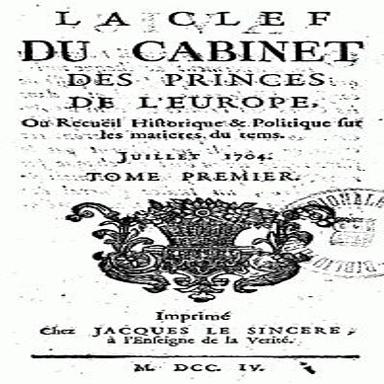 LA CLEF
DU CABINET
DES PRINCES
DE L'EUROPE,
Ou Recuëil Historique & Politique sur
les matieres du tems.
JUILLET 1704.
TOME PREMIER.
Imprimé
Chez JACQUES LE SINCERE,
à l'Enseigne de la Verité.
M. DCC. IV.